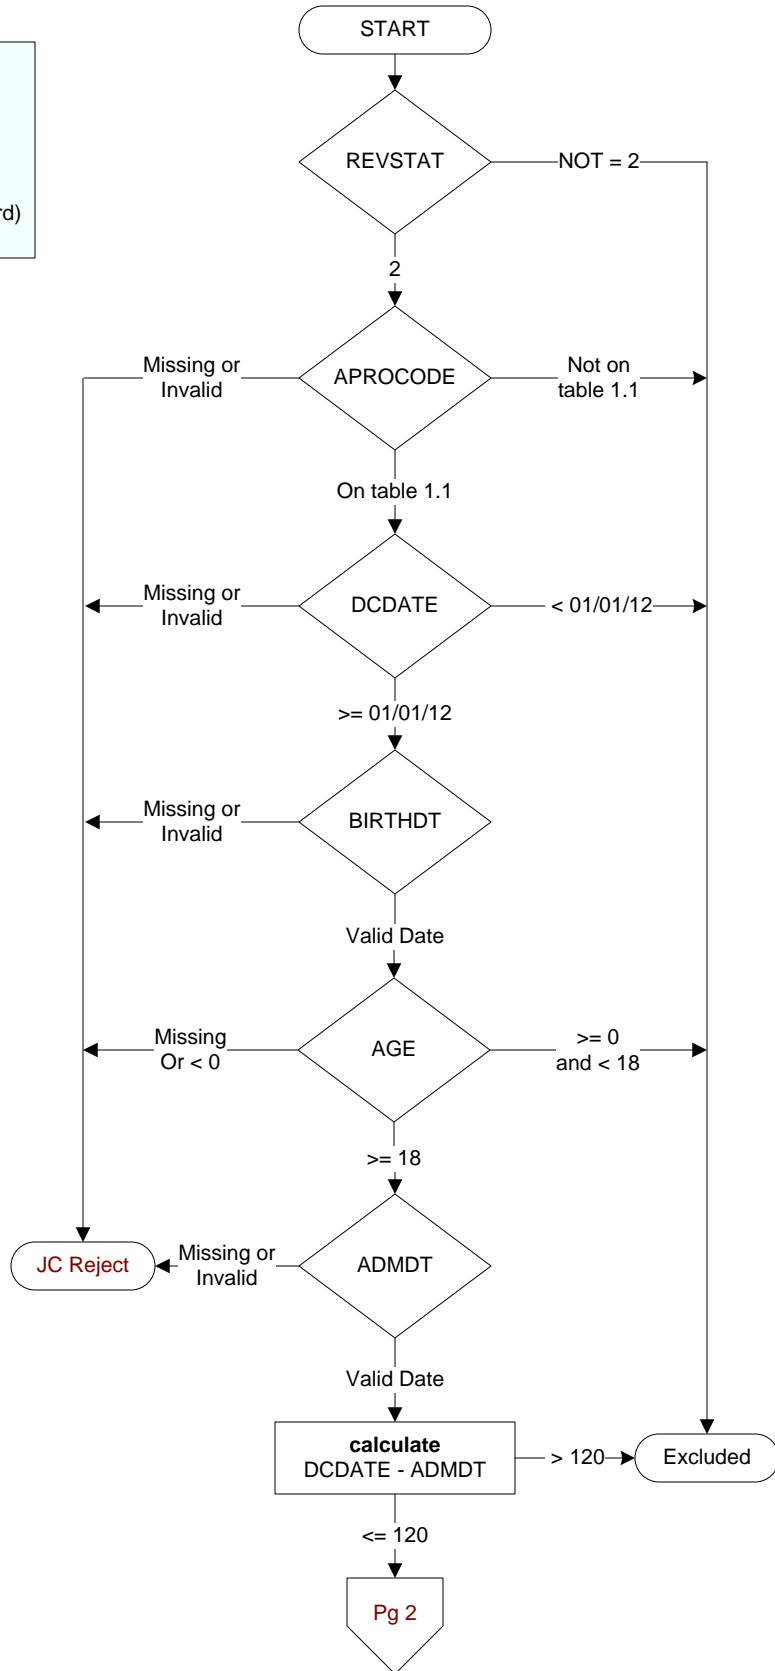 START
rd)
REVSTAT
NOT = 2
2
Missing or
Invalid
APROCODE
Not on
table 1.1
On table 1.1
Missing or
Invalid
DCDATE
< 01/01/12
>= 01/01/12
Missing or
Invalid
BIRTHDT
Valid Date
Missing
Or < 0
AGE
>= 0
and < 18
>= 18
JC Reject
Missing or
Invalid
ADMDT
Valid Date
calculate
DCDATE - ADMDT
> 120
Excluded
<= 120
Pg 2